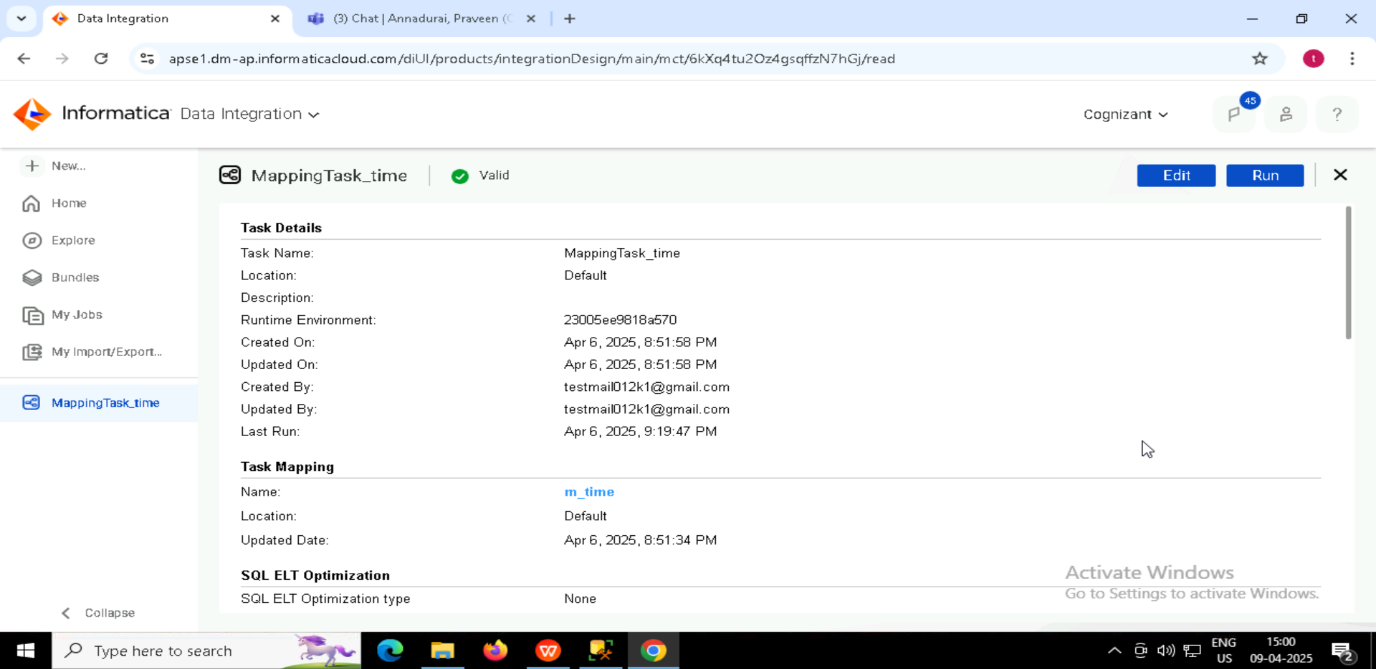 Data Integration
(3) Chat | Annadurai, Praveen (C
apse1.dm-ap.informaticacloud.com/diUI/products/integrationDesign/main/mct/6kXq4tu2Oz4gsqffzN7hGj/read
t
Informatica Data Integration
Cognizant
45
?
New...
Home
Explore
Bundles
My Jobs
My Import/Export...
MappingTask_time
Collapse
MappingTask_time
Valid
Edit
Run
Task Details
Task Name: MappingTask_time
Location: Default
Description:
Runtime Environment: 23005ee9818a570
Created On: Apr 6, 2025, 8:51:58 PM
Updated On: Apr 6, 2025, 8:51:58 PM
Created By: testmail012k1@gmail.com
Updated By: testmail012k1@gmail.com
Last Run: Apr 6, 2025, 9:19:47 PM
Task Mapping
Name: m_time
Location: Default
Updated Date: Apr 6, 2025, 8:51:34 PM
SQL ELT Optimization
SQL ELT Optimization type None
Activate Windows
Go to Settings to activate Windows.
Type here to search
ENG
US
15:00
09-04-2025
2